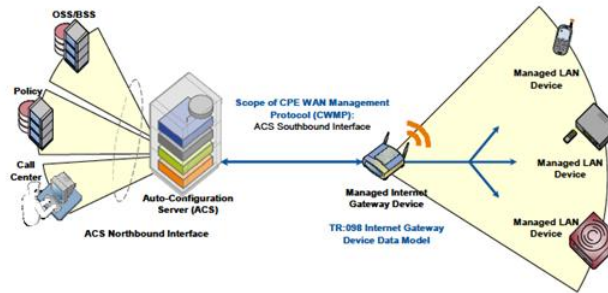 OSS/BSS
Policy
Call
Center
ACS Northbound Interface
Auto-Configuration
Server (ACS)
Scope of CPE WAN Management
Protocol (CWMP):
ACS Southbound Interface
Managed Internet
Gateway Device
TR-098 Internet Gateway
Device Data Model
Managed LAN
Device
Managed LAN
Device
Managed LAN
Device